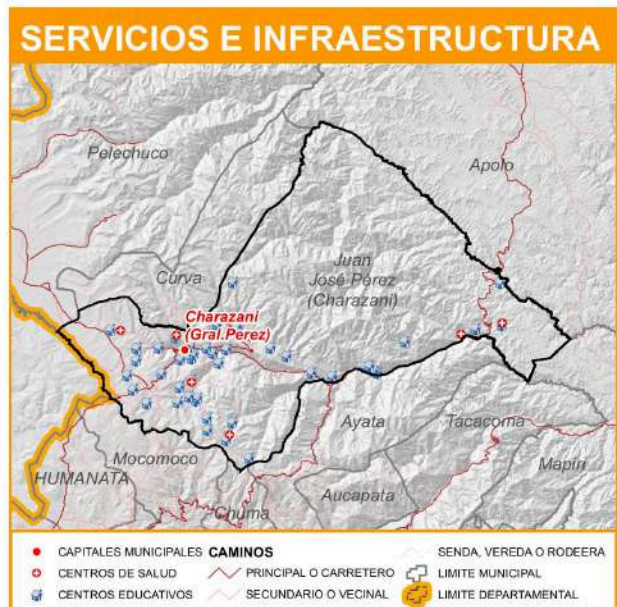 SERVICIOS E INFRAESTRUCTURA
Pelechuco
Apolo
Curva
Juan
José Pérez
(Charazani)
Charazani
(Gral.Perez)
Ayata
Tacacoma
Mocomoco
HUMANATA
Mapiri
Aucapata
Chuma
CAPITALES MUNICIPALES
CENTROS DE SALUD
CENTROS EDUCATIVOS
CAMINOS
PRINCIPAL O CARRETERO
SECUNDARIO O VECINAL
SENDA, VEREDA O RODEERA
LIMITE MUNICIPAL
LIMITE DEPARTAMENTAL